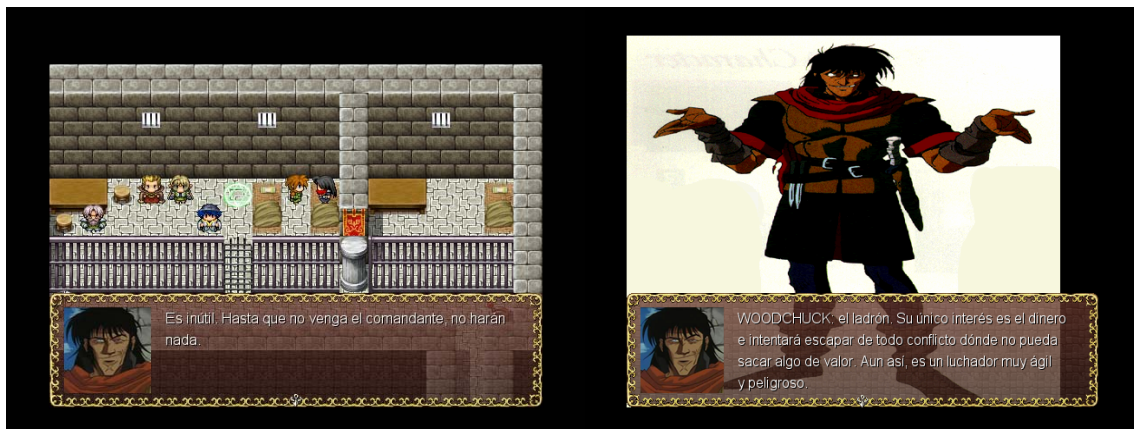 Es inútil. Hasta que no venga el comandante, no harán
nada.
WOODCHUCK: el ladrón. Su único interés es el dinero
e intentará escapar de todo conflicto dónde no pueda
sacar algo de valor. Aun así, es un luchador muy ágil
y peligroso.